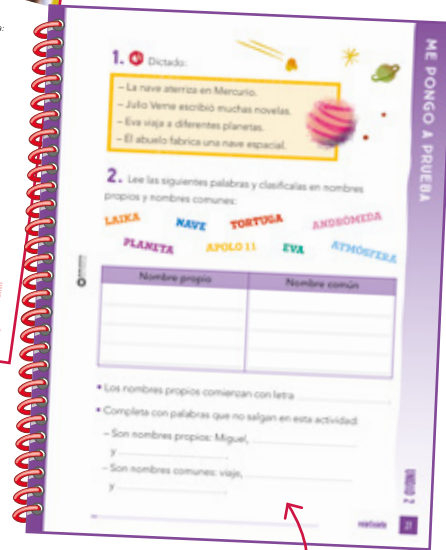 ME PONGO A PRUEBA
1. Dictado:
– La nave aterriza en Mercurio.
– Julio Verne escribió muchas novelas.
– Eva viaja a diferentes planetas.
– El abuelo fabrica una nave espacial.
2. Lee las siguientes palabras y clasifícalas en nombres
propios y nombres comunes:
LAIKA NAVE TORTUGA ANDRÓMEDA
PLANETA APOLO 11 EVA ATMÓSFERA
Nombre propio Nombre común
• Los nombres propios comienzan con letra
• Completa con palabras que no salgan en esta actividad:
– Son nombres propios: Miguel,
y
– Son nombres comunes: viaje,
y
UNIDAD 2